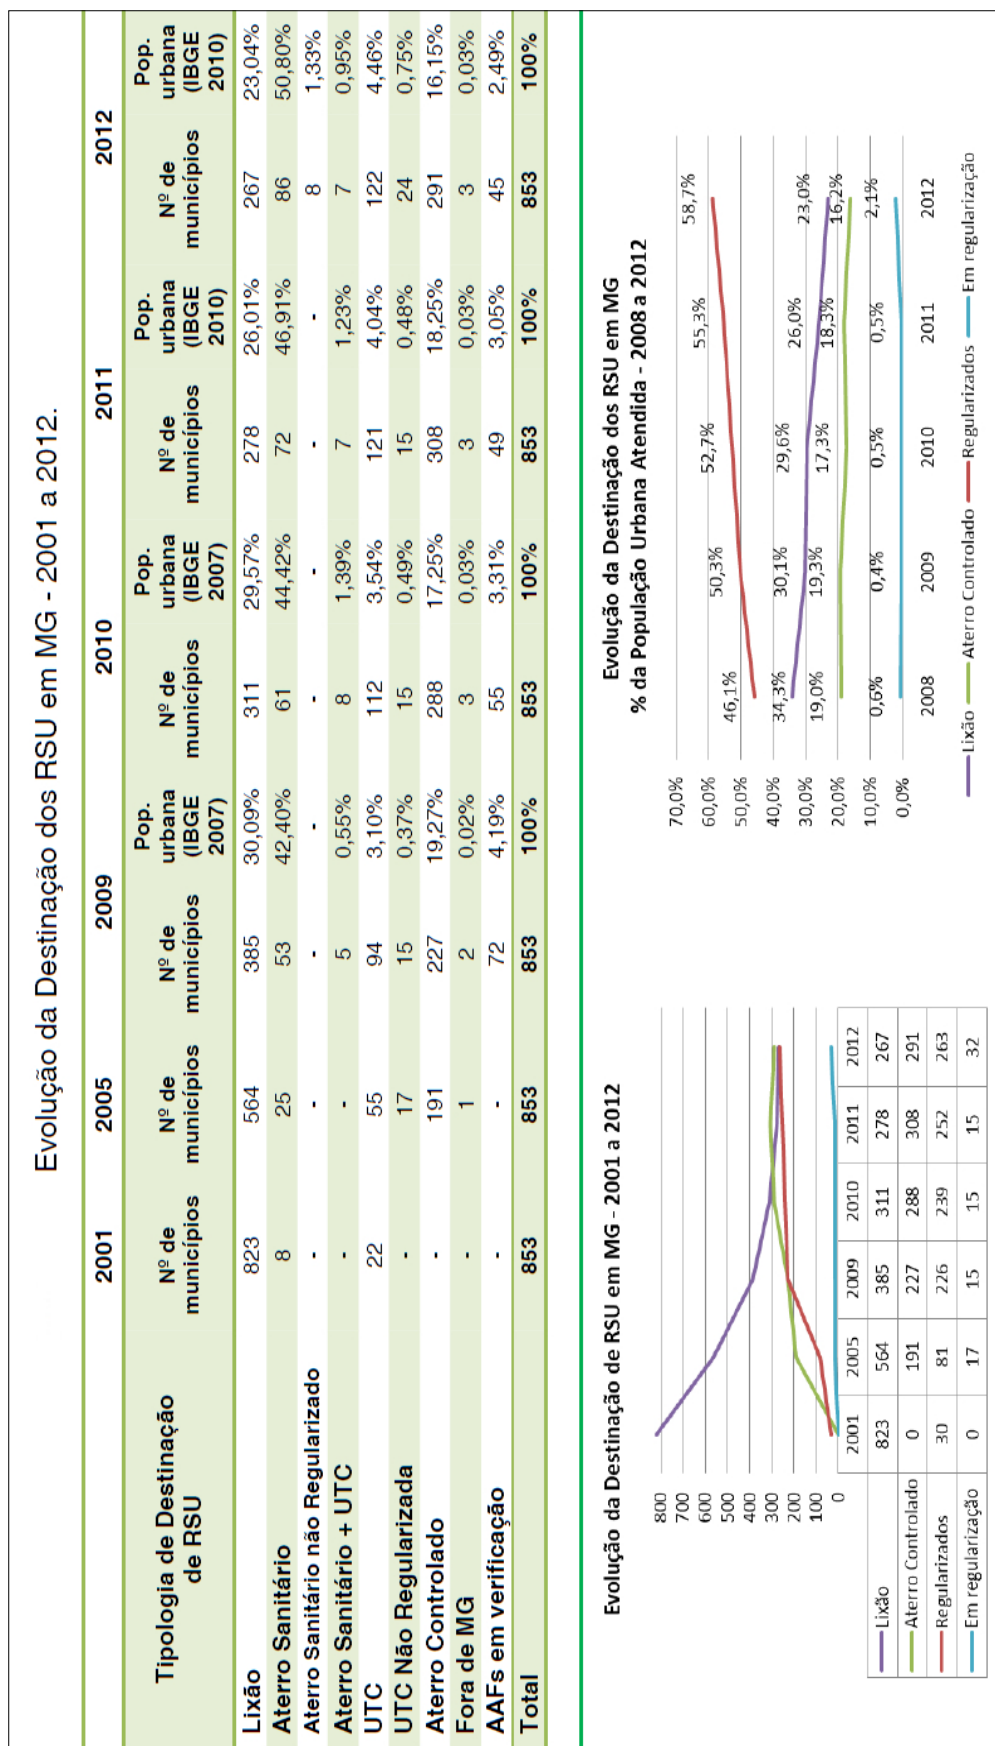 Evolução da Destinação dos RSU em MG - 2001 a 2012.
2001 2005 2009 2010 2011 2012
Tipologia de Destinação de RSU Nº de municípios Nº de municípios Nº de municípios Pop. urbana (IBGE 2007) Nº de municípios Pop. urbana (IBGE 2007) Nº de municípios Pop. urbana (IBGE 2010) Nº de municípios Pop. urbana (IBGE 2010)
Lixão 823 564 385 30,09% 311 29,57% 278 26,01% 267 23,04%
Aterro Sanitário 8 25 53 42,40% 61 44,42% 72 46,91% 86 50,80%
Aterro Sanitário não Regularizado - - - - - - - - 8 1,33%
Aterro Sanitário + UTC - - 5 0,55% 8 1,39% 7 1,23% 7 0,95%
UTC 22 55 94 3,10% 112 3,54% 121 4,04% 122 4,46%
UTC Não Regularizada - 17 15 0,37% 15 0,49% 15 0,48% 24 0,75%
Aterro Controlado - 191 227 19,27% 288 17,25% 308 18,25% 291 16,15%
Fora de MG - 1 2 0,02% 3 0,03% 3 0,03% 3 0,03%
AAFs em verificação - - 72 4,19% 55 3,31% 49 3,05% 45 2,49%
Total 853 853 853 100% 853 100% 853 100% 853 100%
Evolução da Destinação de RSU em MG - 2001 a 2012
800
700
600
500
400
300
200
100
0
2001 2005 2009 2010 2011 2012
Lixão 823 564 385 311 278 267
Aterro Controlado 0 191 227 288 308 291
Regularizados 30 81 226 239 252 263
Em regularização 0 17 15 15 15 32
Evolução da Destinação dos RSU em MG
% da População Urbana Atendida - 2008 a 2012
70,0%
60,0%
50,0%
40,0%
30,0%
20,0%
10,0%
0,0%
46,1% 50,3% 52,7% 55,3% 58,7%
34,3% 30,1% 29,6% 26,0% 23,0%
19,0% 19,3% 17,3% 18,3% 16,2%
0,6% 0,4% 0,5% 0,5% 2,1%
2008 2009 2010 2011 2012
Lixão Aterro Controlado Regularizados Em regularização